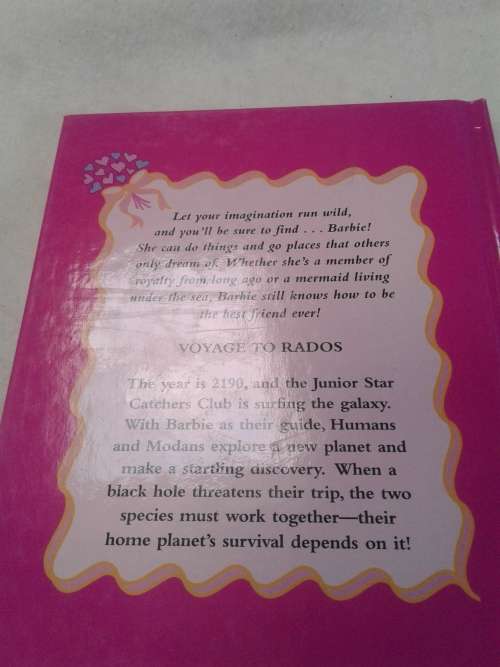 Let your imagination run wild,
and you'll be sure to find . . . Barbie!
She can do things and go places that others
only dream of. Whether she's a member of
royalty from long ago or a mermaid living
under the sea, Barbie still knows how to be
the best friend ever!
VOYAGE TO RADOS
The year is 2190, and the Junior Star
Catchers Club is surfing the galaxy.
With Barbie as their guide, Humans
and Modans explore a new planet and
make a startling discovery. When a
black hole threatens their trip, the two
species must work together—their
home planet's survival depends on it!